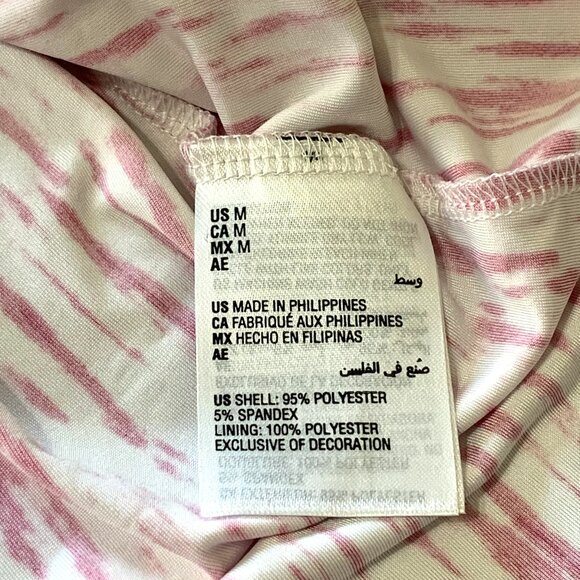 US M
CA M
MX M
AE
وسط
US MADE IN PHILIPPINES
CA FABRIQUÉ AUX PHILIPPINES
MX HECHO EN FILIPINAS
AE
صُنع في الفلبين
US SHELL: 95% POLYESTER
5% SPANDEX
LINING: 100% POLYESTER
EXCLUSIVE OF DECORATION